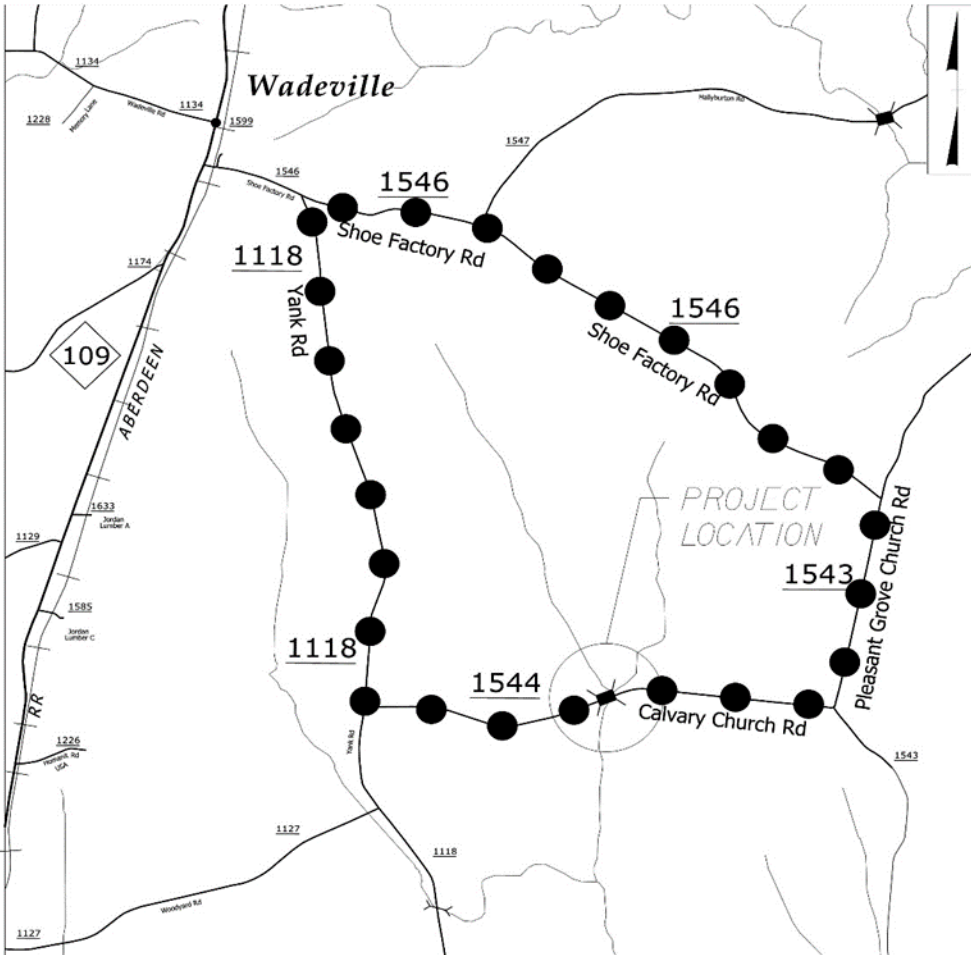 1134
Wadeville
1228
Memory Lane
Wadeville Rd
1134
1599
Hallyburton Rd
1547
1546
Shoe Factory Rd
1546
Shoe Factory Rd
1118
Yank Rd
1174
109
ABERDEEN
1546
Shoe Factory Rd
1633
Jordan
Lumber A
PROJECT
LOCATION
1129
1543
Pleasant Grove Church Rd
1585
Jordan
Lumber C
1118
1544
RR
Calvary Church Rd
1226
USA
Yank Rd
1543
1127
1118
Woodyard Rd
1127